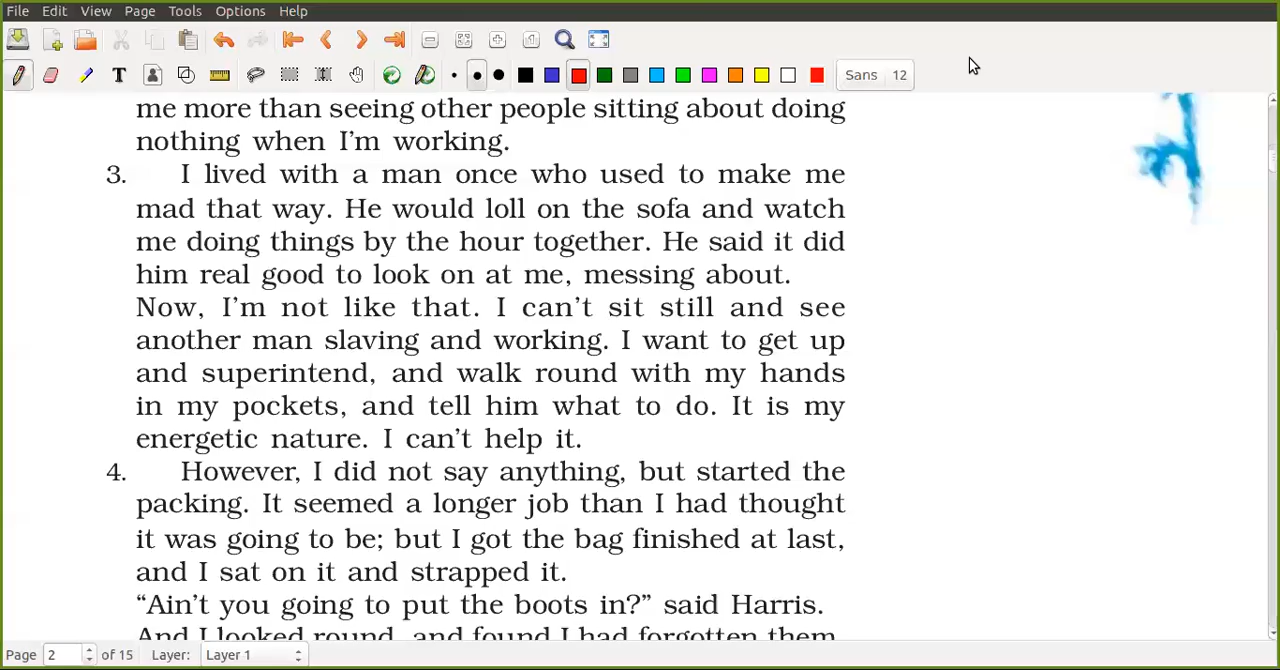 File Edit View Page Tools Options Help
T Sans 12
me more than seeing other people sitting about doing
nothing when I'm working.
3. I lived with a man once who used to make me
mad that way. He would loll on the sofa and watch
me doing things by the hour together. He said it did
him real good to look on at me, messing about.
Now, I'm not like that. I can't sit still and see
another man slaving and working. I want to get up
and superintend, and walk round with my hands
in my pockets, and tell him what to do. It is my
energetic nature. I can't help it.
4. However, I did not say anything, but started the
packing. It seemed a longer job than I had thought
it was going to be; but I got the bag finished at last,
and I sat on it and strapped it.
“Ain't you going to put the boots in?” said Harris.
And I looked round, and found I had forgotten them.
Page 2 of 15 Layer: Layer 1